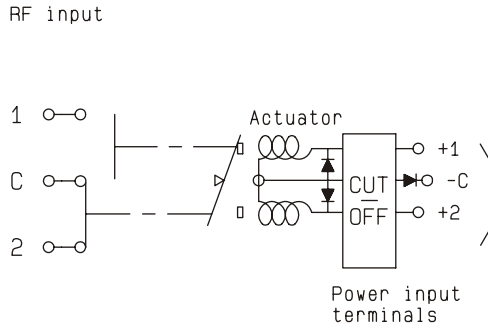 RF input
1
Actuator
+1
C
CUT
-C
OFF
+2
2
Power input
terminals